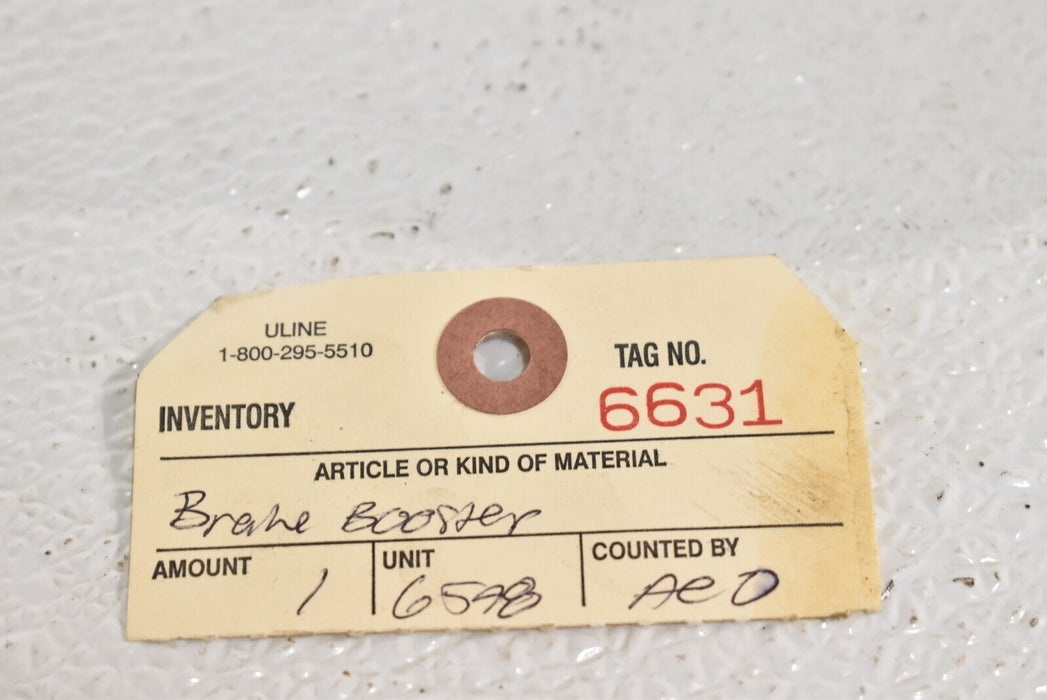 ULINE
1-800-295-5510
TAG NO.
6631
INVENTORY
ARTICLE OR KIND OF MATERIAL
Brake Booster
AMOUNT
1
UNIT
6548
COUNTED BY
AeO